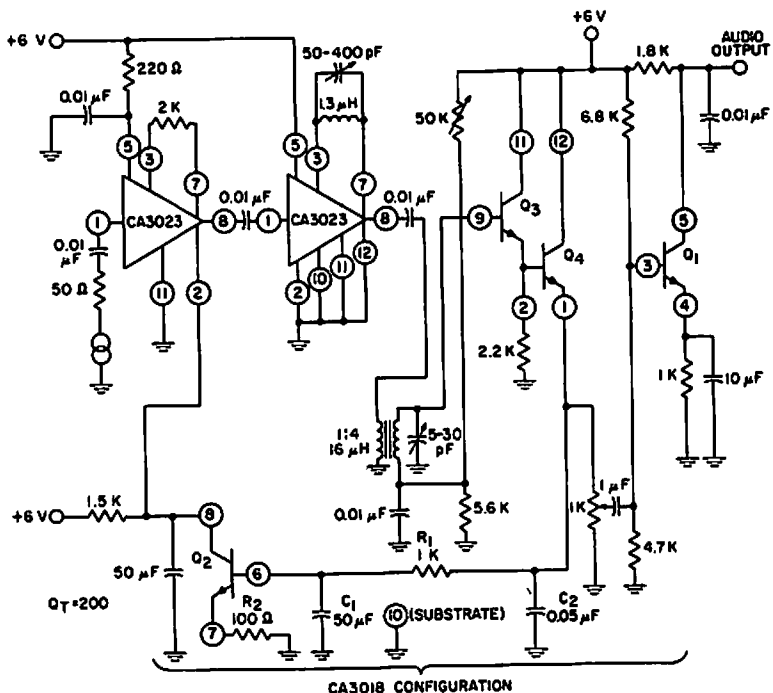 +6 V
220 Ω
0.01 μF
2K
5
3
7
1
CA3023
8
0.01 μF
50 Ω
11
2
0.01 μF
50-400 pF
1.3 μH
5
3
7
1
CA3023
8
0.01 μF
12
11
10
2
+6 V
1.8 K
AUDIO OUTPUT
0.01 μF
50 K
6.8 K
11
12
9
Q3
Q4
2
1
2.2 K
5
3
Q1
4
1 K
10 μF
1:4
16 μH
5-30 pF
0.01 μF
5.6 K
1 μF
1K
4.7K
+6V
1.5 K
8
Q2
50 μF
6
R1
1 K
QT=200
7
R2
100 Ω
C1
50 μF
10
(SUBSTRATE)
C2
0.05 μF
CA3018 CONFIGURATION